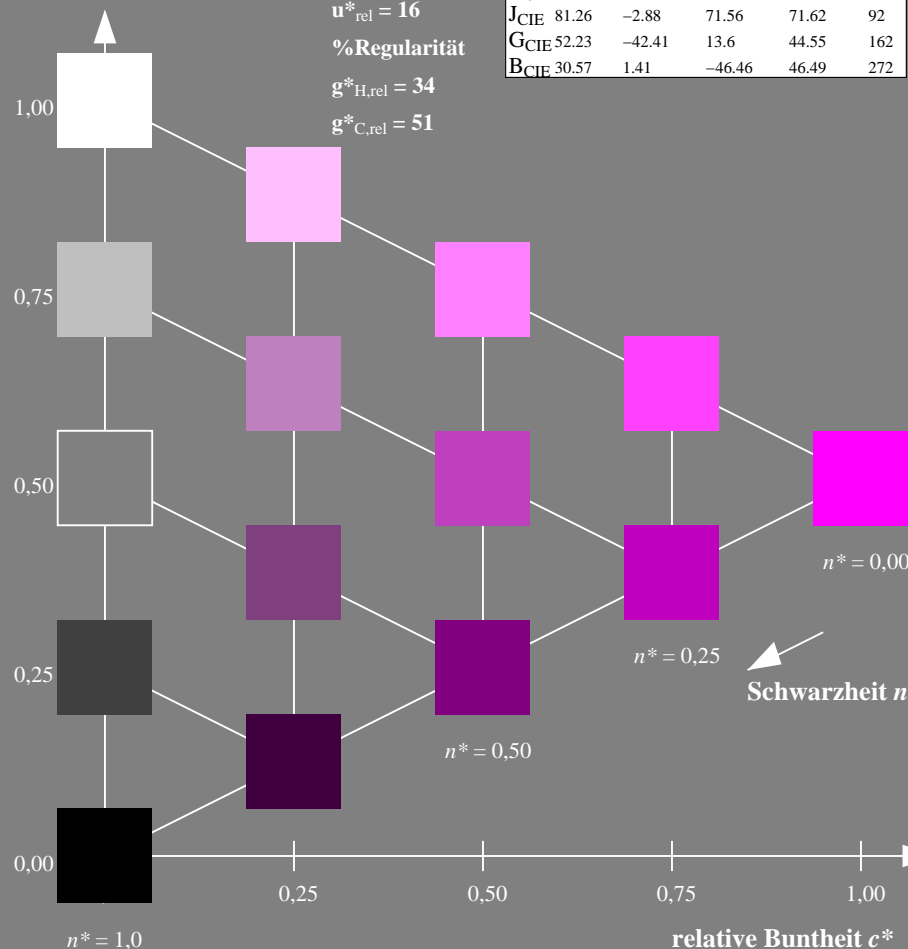 u*rel = 16
%Regularität
g*H,rel = 34
g*C,rel = 51
JCIE 81.26 −2.88 71.56 71.62 92
GCIE 52.23 −42.41 13.6 44.55 162
BCIE 30.57 1.41 −46.46 46.49 272
1,00
0,75
0,50
n* = 0,00
n* = 0,25
0,25
Schwarzheit n
n* = 0,50
0,00
0,25 0,50 0,75 1,00
n* = 1,0
relative Buntheit c*